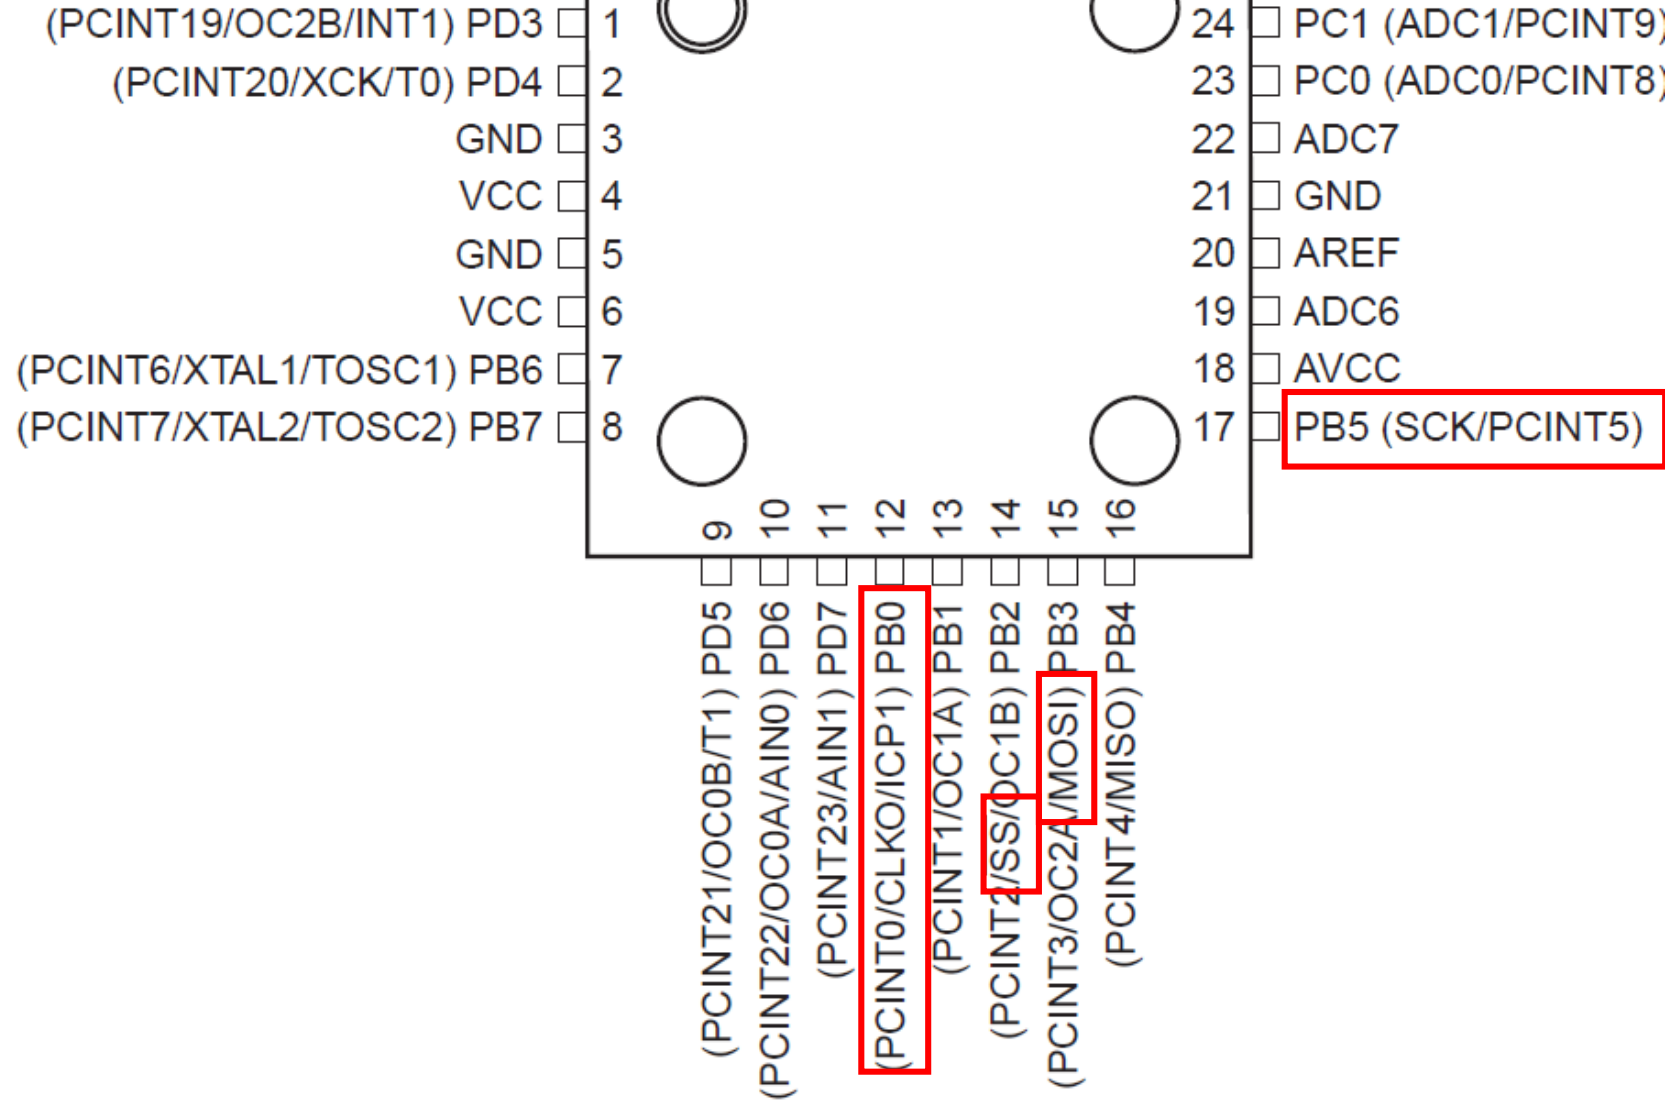 (PCINT19/OC2B/INT1) PD3 1
(PCINT20/XCK/T0) PD4 2
GND 3
VCC 4
GND 5
VCC 6
(PCINT6/XTAL1/TOSC1) PB6 7
(PCINT7/XTAL2/TOSC2) PB7 8
24 PC1 (ADC1/PCINT9)
23 PC0 (ADC0/PCINT8)
22 ADC7
21 GND
20 AREF
19 ADC6
18 AVCC
17 PB5 (SCK/PCINT5)
(PCINT21/OC0B/T1) PD5 9
(PCINT22/OC0A/AIN0) PD6 10
(PCINT23/AIN1) PD7 11
(PCINT0/CLKO/ICP1) PB0 12
(PCINT1/OC1A) PB1 13
(PCINT2/SS/OC1B) PB2 14
(PCINT3/OC2A/MOSI) PB3 15
(PCINT4/MISO) PB4 16